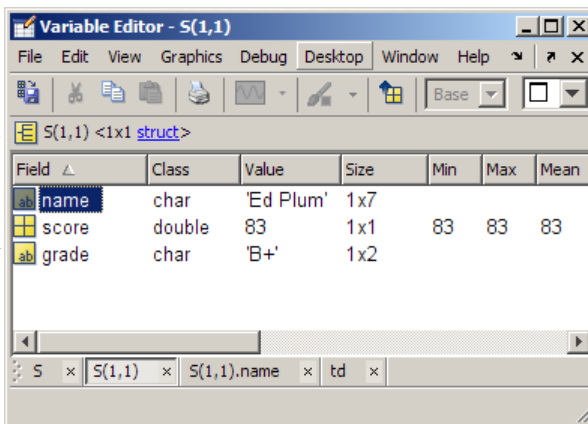 Variable Editor - S(1,1)
File Edit View Graphics Debug Desktop Window Help
Base
S(1,1) <1x1 struct>
Field Class Value Size Min Max Mean
ab name char 'Ed Plum' 1x7
score double 83 1x1 83 83 83
ab grade char 'B+' 1x2
S S(1,1) S(1,1).name td